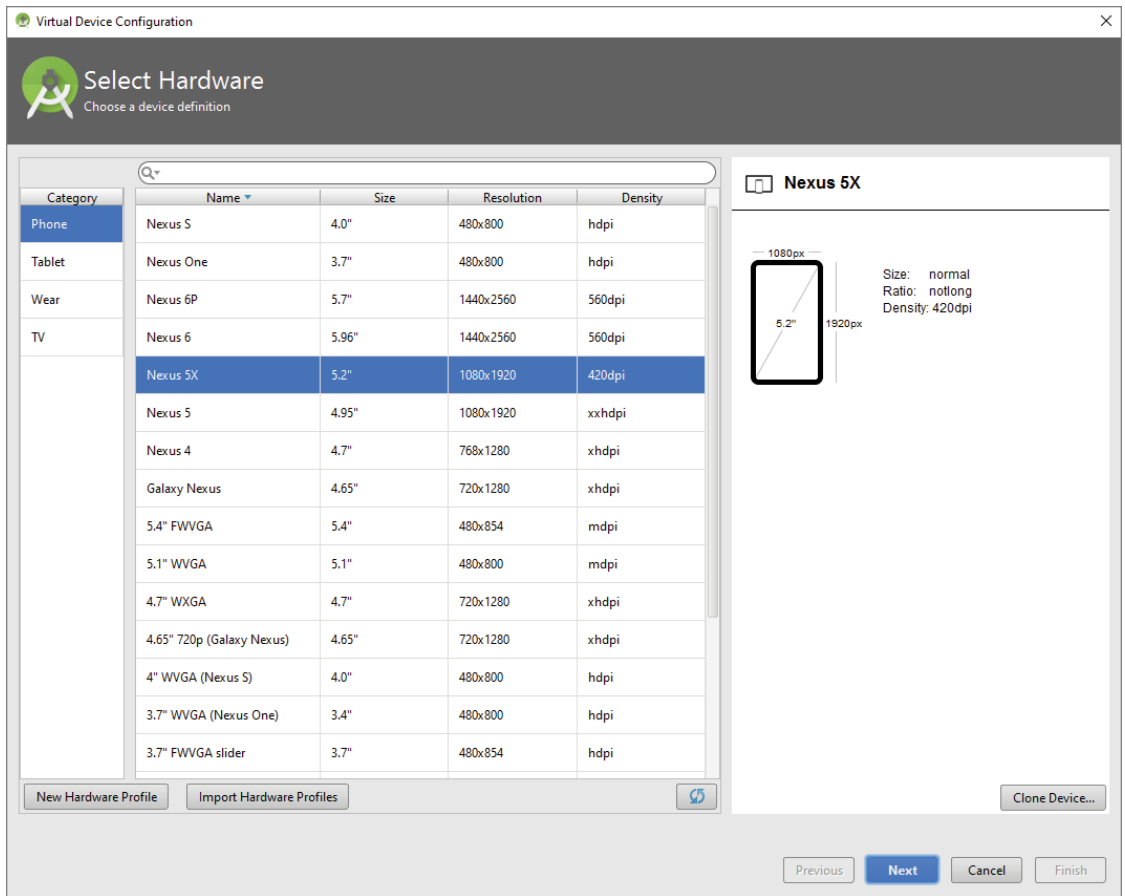 Virtual Device Configuration
Select Hardware
Choose a device definition
Category
Phone
Tablet
Wear
TV
Name Size Resolution Density
Nexus S 4.0" 480x800 hdpi
Nexus One 3.7" 480x800 hdpi
Nexus 6P 5.7" 1440x2560 560dpi
Nexus 6 5.96" 1440x2560 560dpi
Nexus 5X 5.2" 1080x1920 420dpi
Nexus 5 4.95" 1080x1920 xxhdpi
Nexus 4 4.7" 768x1280 xhdpi
Galaxy Nexus 4.65" 720x1280 xhdpi
5.4" FWVGA 5.4" 480x854 mdpi
5.1" WVGA 5.1" 480x800 mdpi
4.7" WXGA 4.7" 720x1280 xhdpi
4.65" 720p (Galaxy Nexus) 4.65" 720x1280 xhdpi
4" WVGA (Nexus S) 4.0" 480x800 hdpi
3.7" WVGA (Nexus One) 3.4" 480x800 hdpi
3.7" FWVGA slider 3.7" 480x854 hdpi
New Hardware Profile Import Hardware Profiles
Nexus 5X
1080px
5.2"
1920px
Size: normal
Ratio: notlong
Density: 420dpi
Clone Device...
Previous Next Cancel Finish